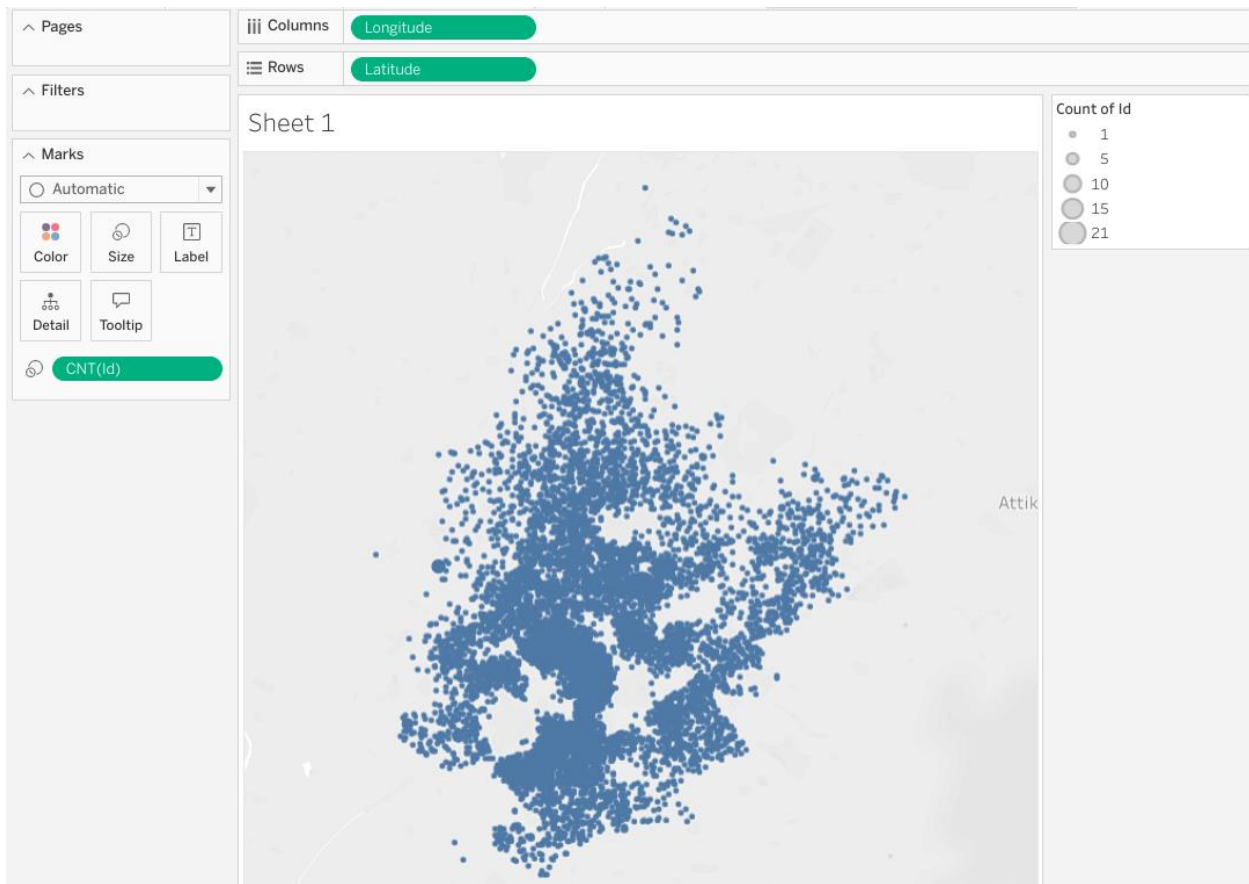 Pages
Columns
Longitude
Rows
Latitude
Filters
Marks
Automatic
Color
Size
Label
Detail
Tooltip
CNT(Id)
Sheet 1
Attik
Count of Id
1
5
10
15
21